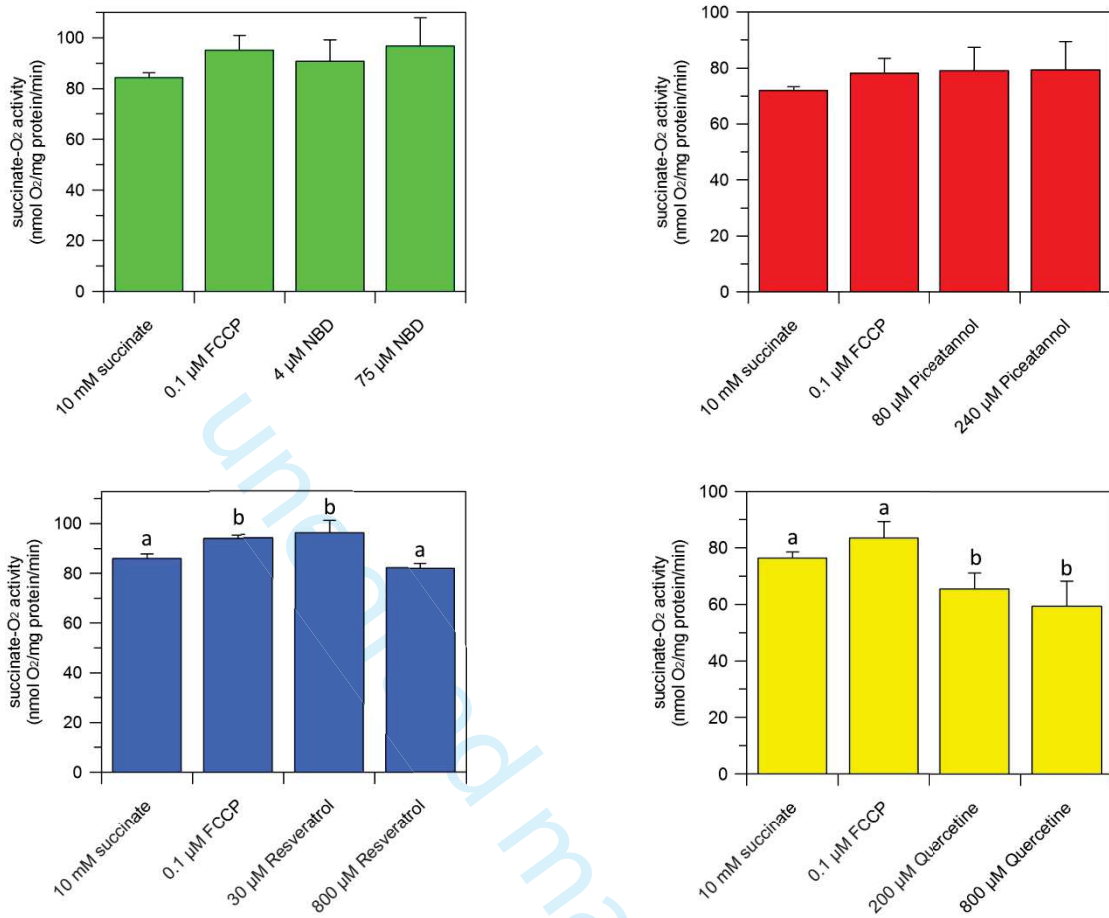 succinate-O2 activity
(nmol O2/mg protein/min)
100
80
60
40
20
0
10 mM succinate
0.1 µM FCCP
4 µM NBD
75 µM NBD
succinate-O2 activity
(nmol O2/mg protein/min)
100
80
60
40
20
0
10 mM succinate
0.1 µM FCCP
80 µM Piceatannol
240 µM Piceatannol
succinate-O2 activity
(nmol O2/mg protein/min)
100
80
60
40
20
0
a
b
b
a
10 mM succinate
0.1 µM FCCP
30 µM Resveratrol
800 µM Resveratrol
succinate-O2 activity
(nmol O2/mg protein/min)
100
80
60
40
20
0
a
a
b
b
10 mM succinate
0.1 µM FCCP
200 µM Quercetine
800 µM Quercetine